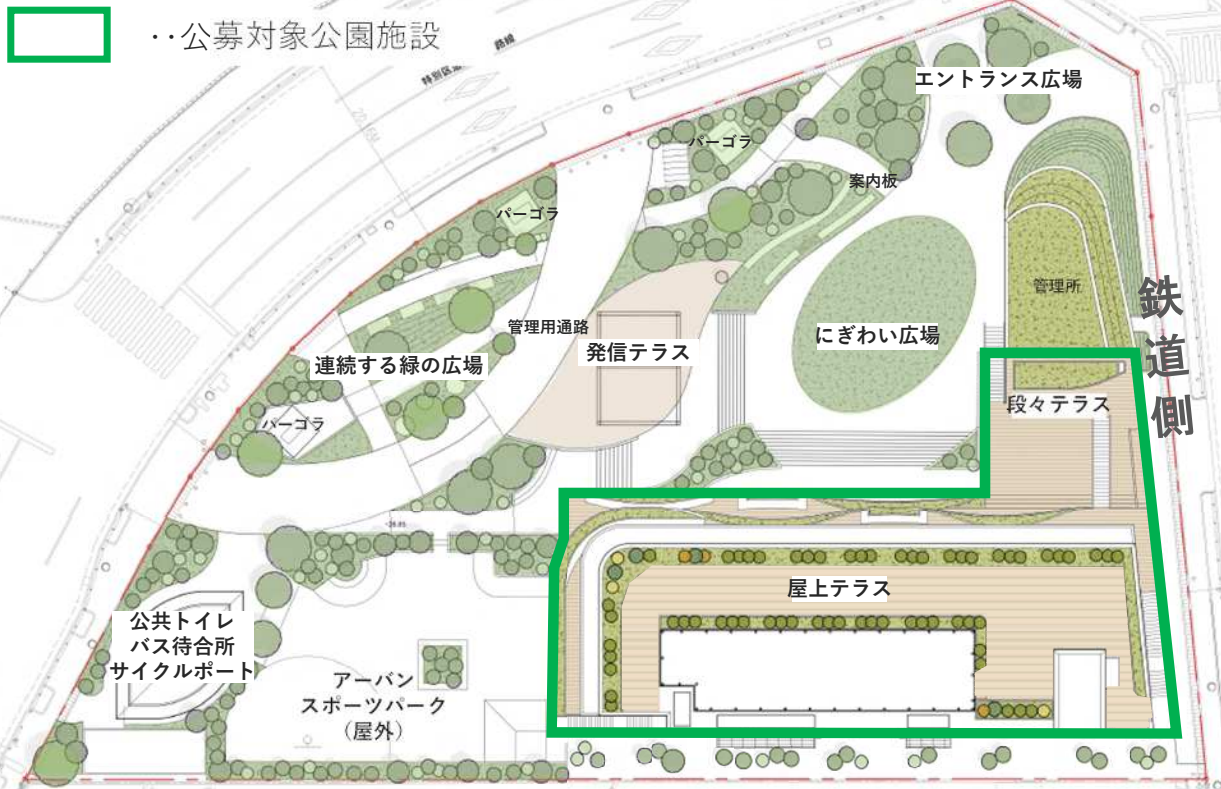 ‥公募対象公園施設
路線
エントランス広場
パーゴラ
案内板
パーゴラ
管理所
鉄道側
管理用通路
発信テラス
にぎわい広場
連続する緑の広場
段々テラス
パーゴラ
屋上テラス
公共トイレ
バス待合所
サイクルポート
アーバン
スポーツパーク
（屋外）